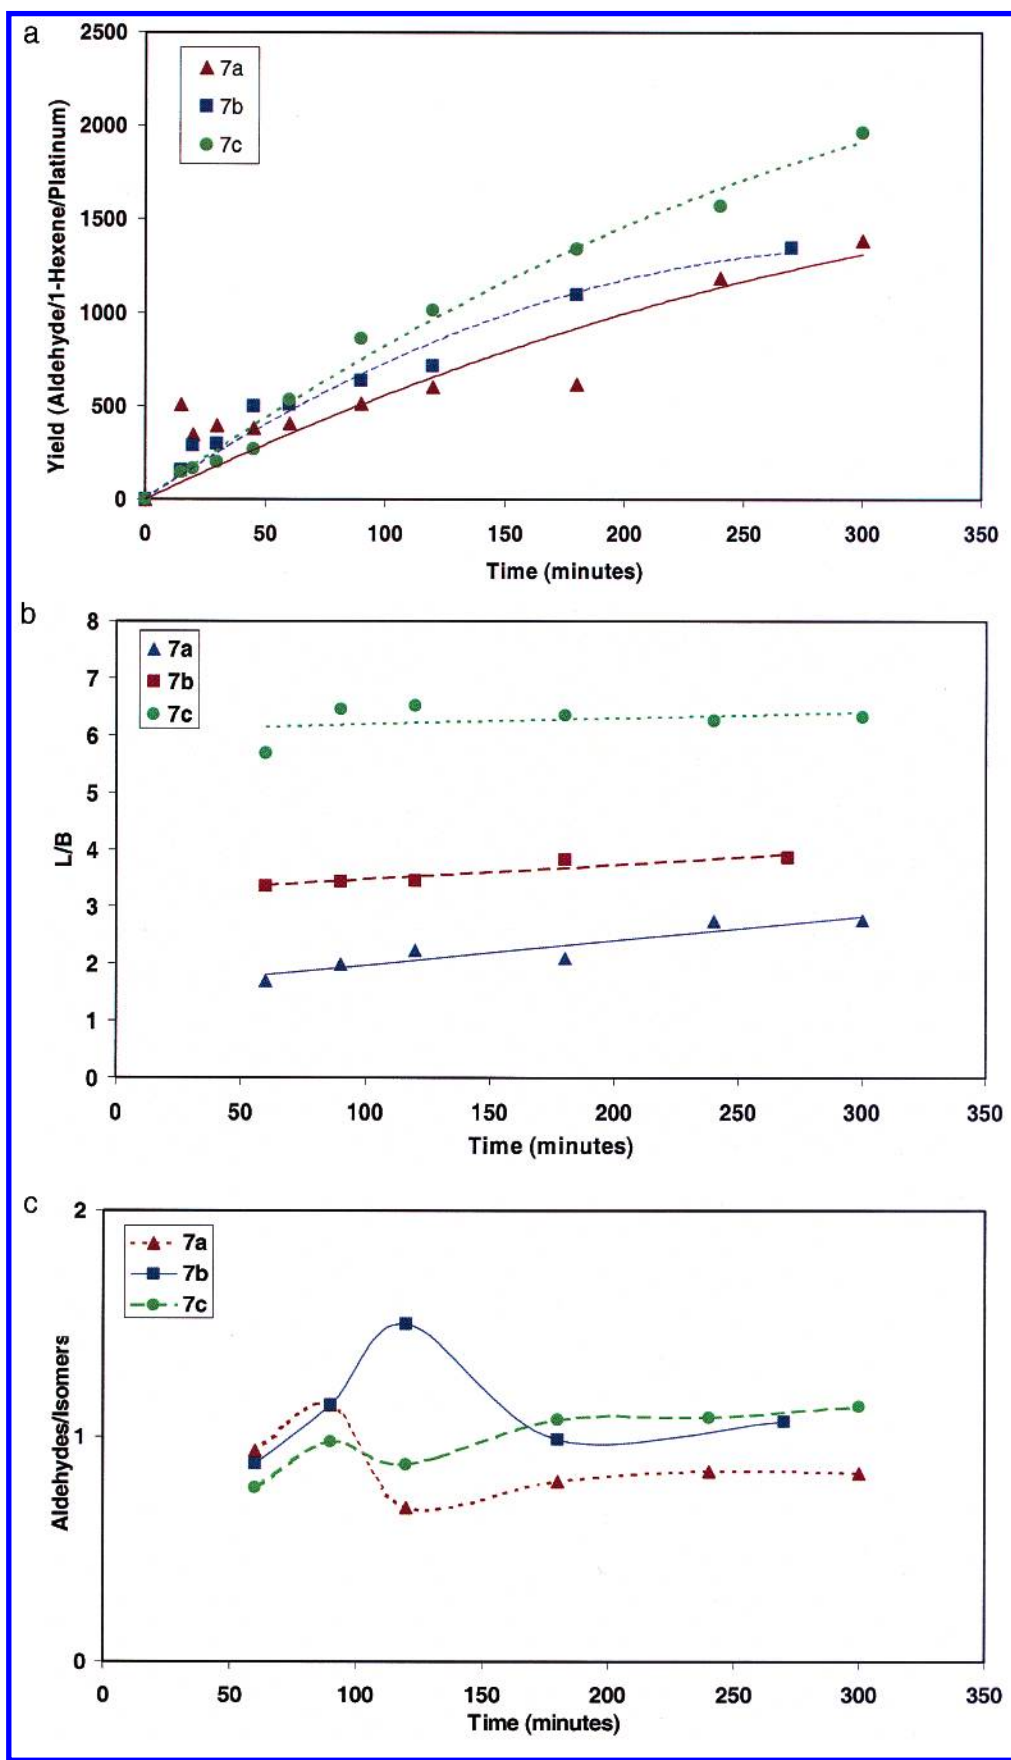 a
2500
2000
1500
1000
500
0
Yield (Aldehyde/1-Hexene/Platinum)
7a
7b
7c
0 50 100 150 200 250 300 350
Time (minutes)
b
8
7
6
5
4
3
2
1
0
L/B
7a
7b
7c
0 50 100 150 200 250 300 350
Time (minutes)
c
2
1
0
Aldehydes/Isomers
7a
7b
7c
0 50 100 150 200 250 300 350
Time (minutes)